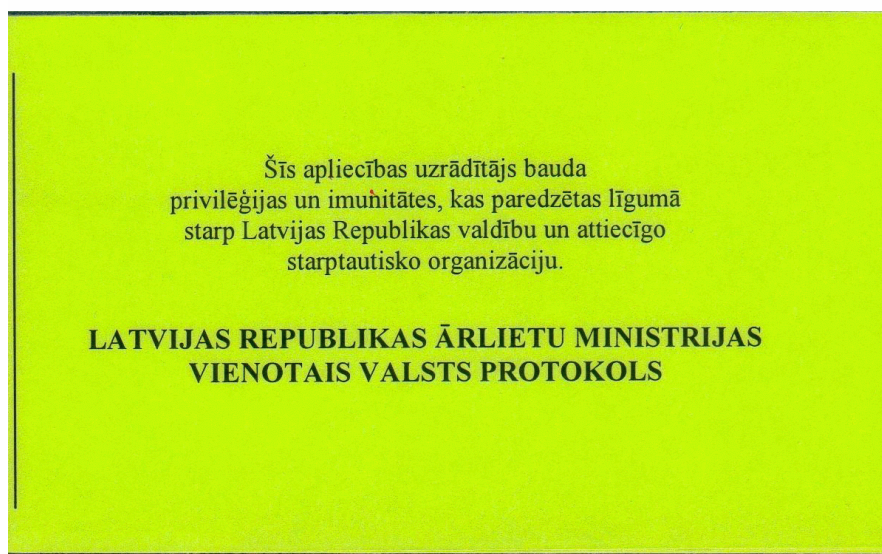 Šīs apliecības uzrādītājs bauda
privilēģijas un imunitātes, kas paredzētas līgumā
starp Latvijas Republikas valdību un attiecīgo
starptautisko organizāciju.
LATVIJAS REPUBLIKAS ĀRLIETU MINISTRIJAS
VIENOTAIS VALSTS PROTOKOLS